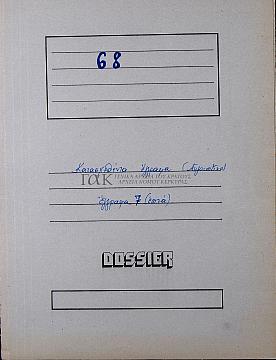 68
Κατασχεθέντα έγγραφα
ΓΑΚ ΓΕΝΙΚΑ ΑΡΧΕΙΑ ΤΟΥ ΚΡΑΤΟΥΣ
ΑΡΧΕΙΑ ΝΟΜΟΥ ΚΕΡΚΥΡΑΣ
έγγραφα 7 (επτά)
DOSSIER